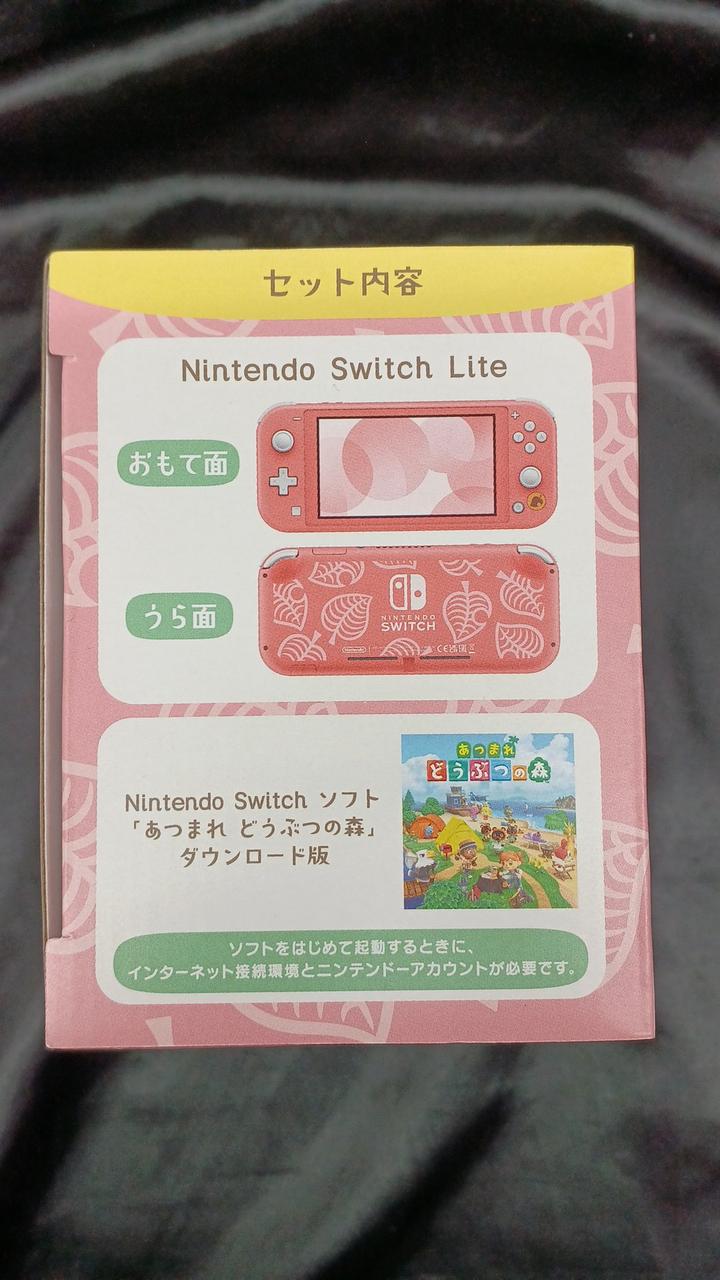 セット内容
Nintendo Switch Lite
おもて面
うら面
NINTENDO
SWITCH
Nintendo
Nintendo Switch ソフト
「あつまれ どうぶつの森」
ダウンロード版
あつまれ
どうぶつの森
ソフトをはじめて起動するときに、
インターネット接続環境とニンテンドーアカウントが必要です。